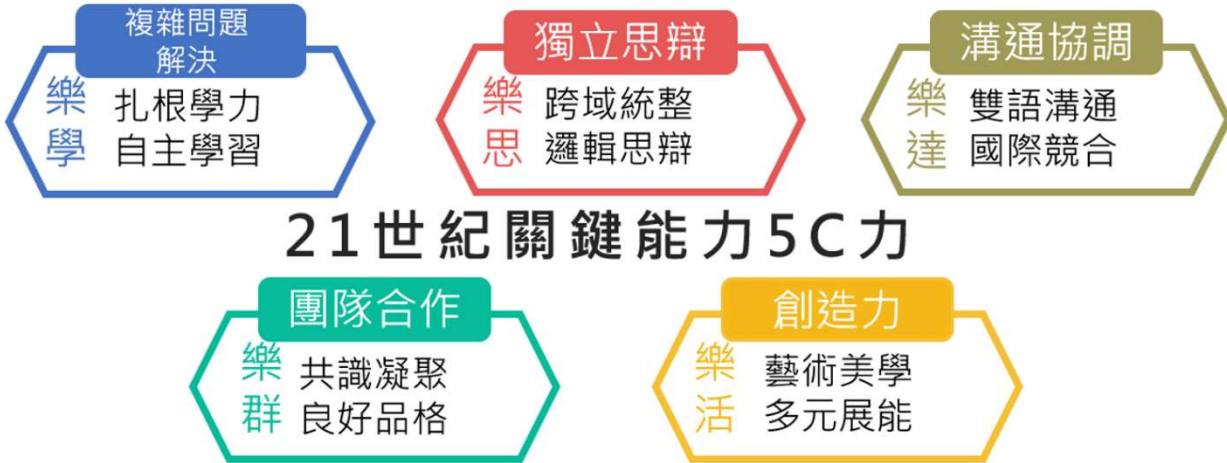 複雜問題
解決
樂學
扎根學力
自主學習
獨立思辯
樂思
跨域統整
邏輯思辯
溝通協調
樂達
雙語溝通
國際競合
21世紀關鍵能力5C力
團隊合作
樂群
共識凝聚
良好品格
創造力
樂活
藝術美學
多元展能